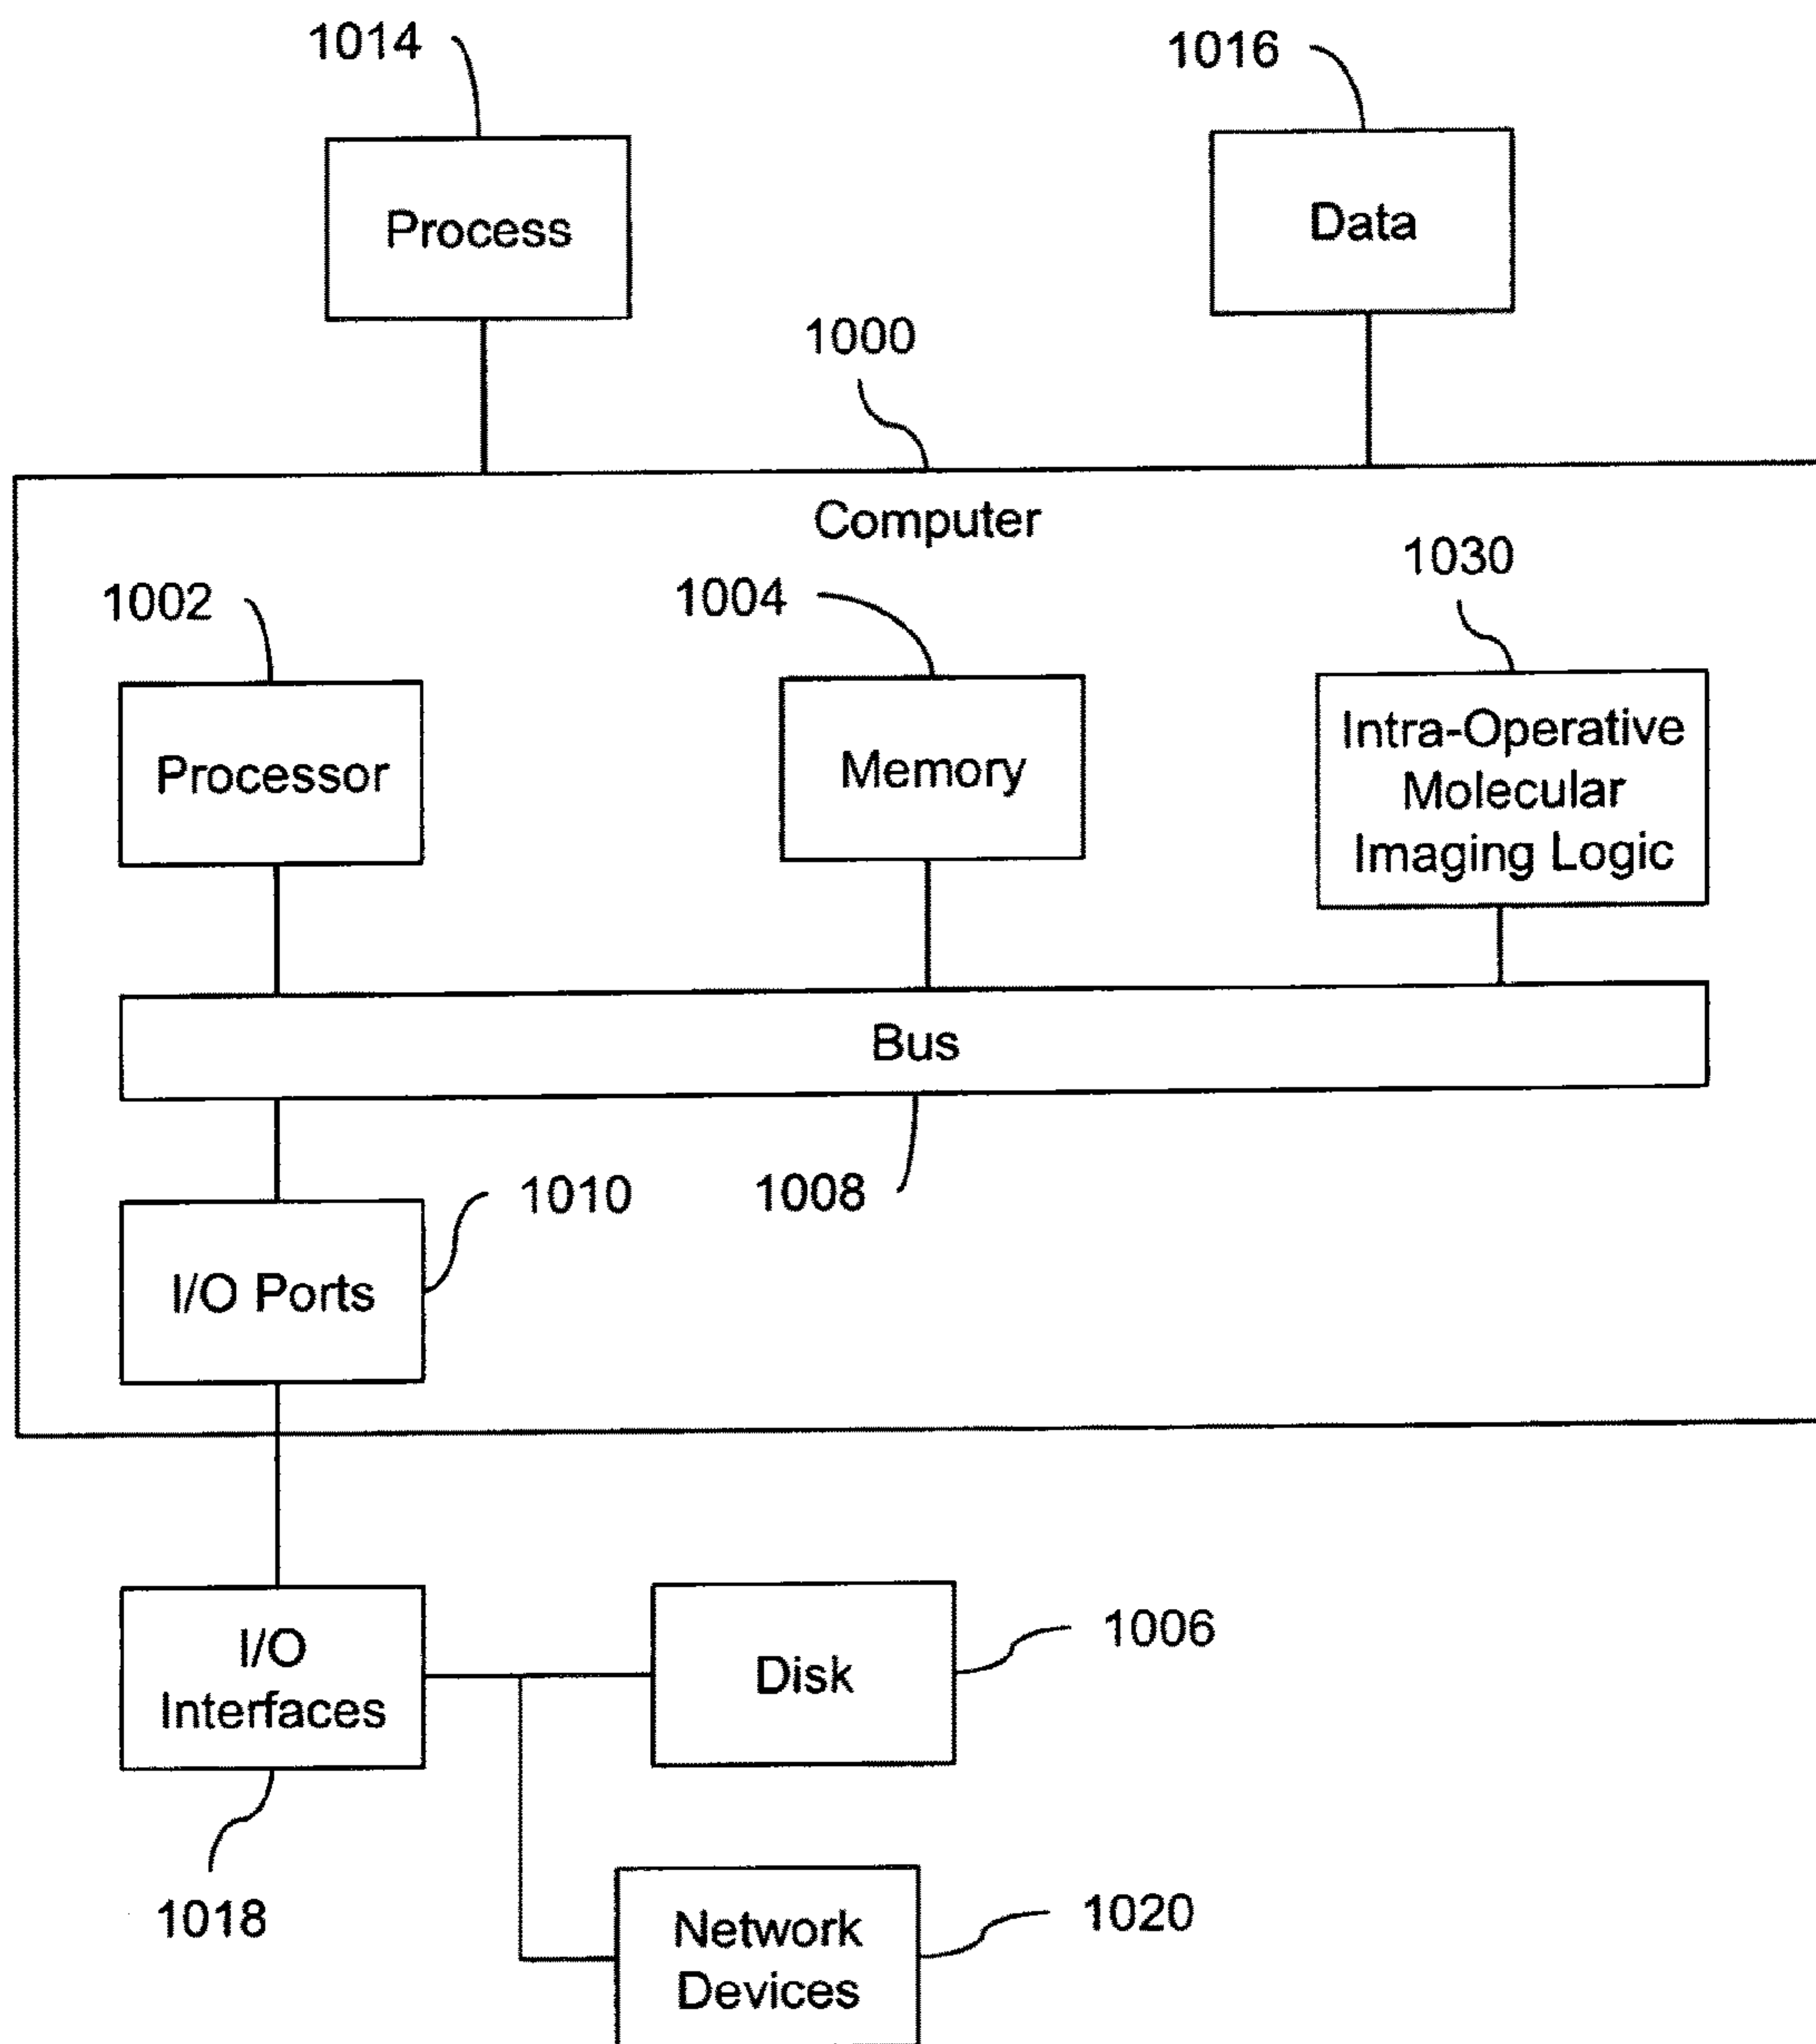 1014
1016
Process
Data
1000
Computer
1002
1004
1030
Processor
Memory
Intra-Operative
Molecular
Imaging Logic
Bus
1010
1008
I/O Ports
I/O
Interfaces
Disk
1006
1018
Network
Devices
1020